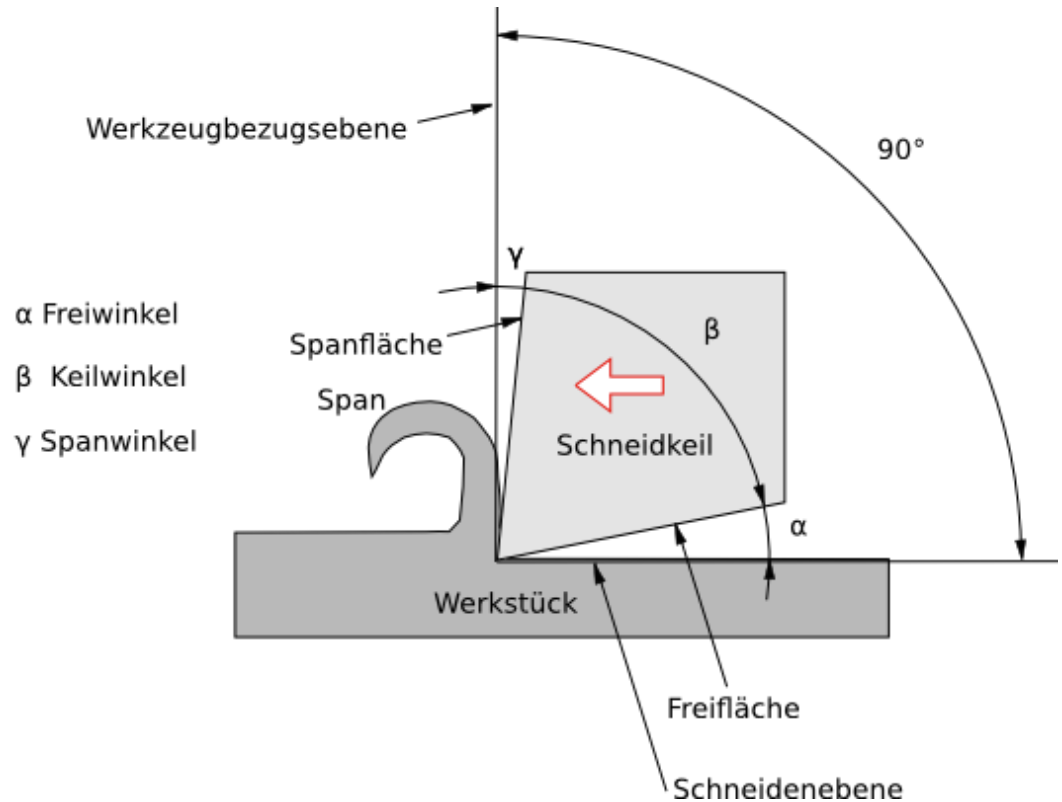 Werkzeugbezugsebene
90°
γ
α Freiwinkel
Spanfläche
β
β Keilwinkel
Span
γ Spanwinkel
Schneidkeil
α
Werkstück
Freifläche
Schneidenebene